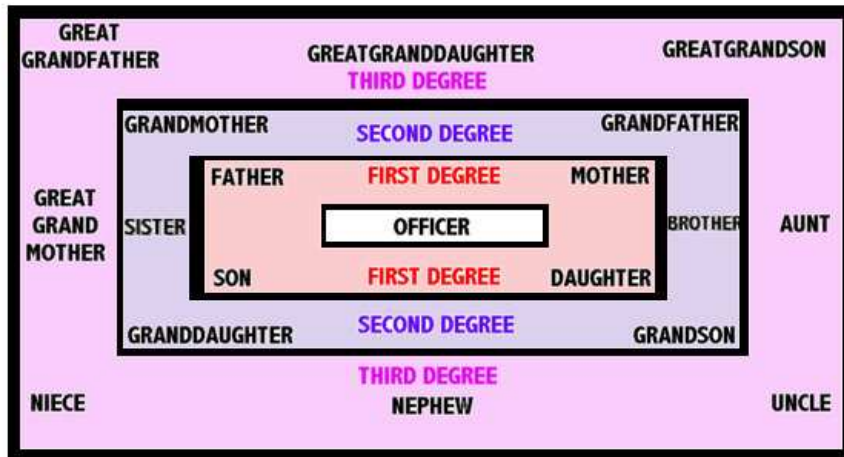 GREAT
GRANDFATHER
GREATGRANDDAUGHTER
GREATGRANDSON
THIRD DEGREE
GRANDMOTHER
SECOND DEGREE
GRANDFATHER
FATHER
FIRST DEGREE
MOTHER
GREAT
GRAND
MOTHER
SISTER
OFFICER
BROTHER
AUNT
SON
FIRST DEGREE
DAUGHTER
GRANDDAUGHTER
SECOND DEGREE
GRANDSON
THIRD DEGREE
NIECE
NEPHEW
UNCLE